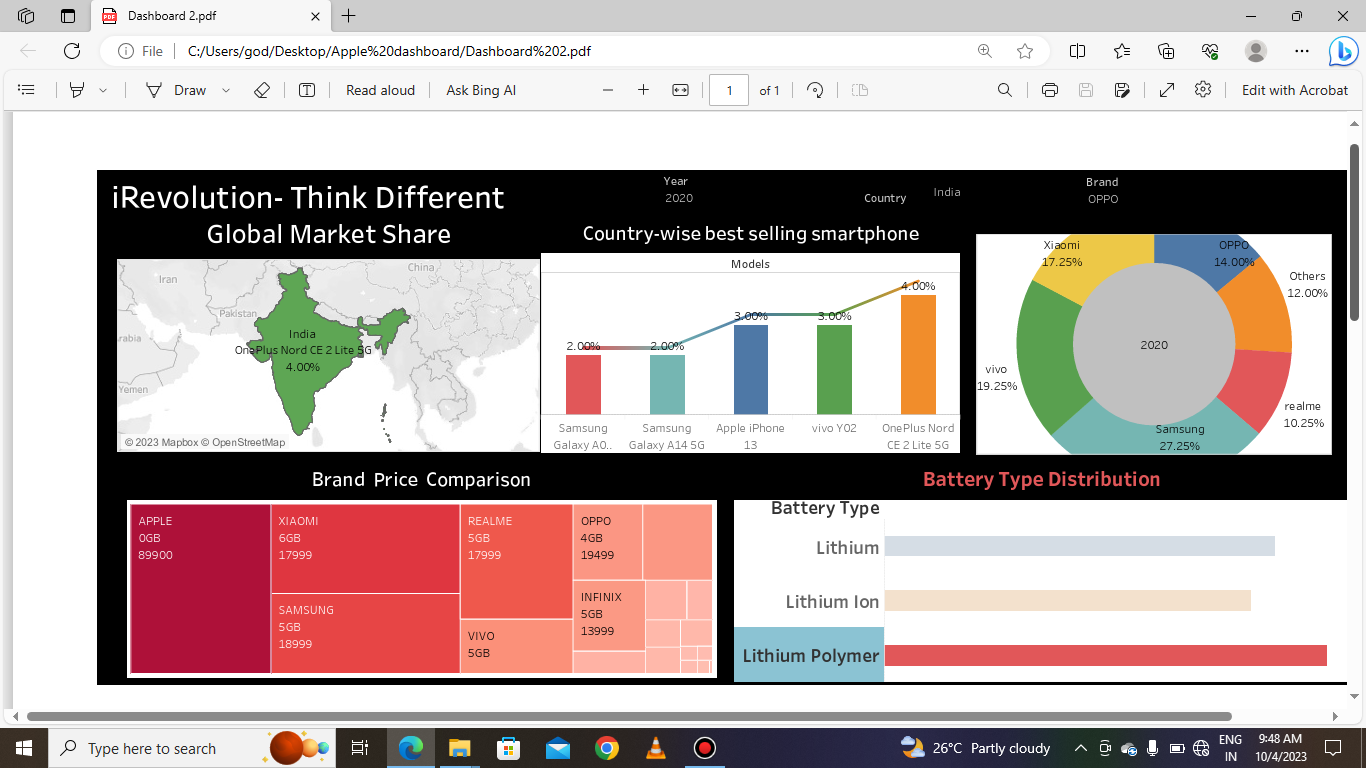 Dashboard 2.pdf
File
C:/Users/god/Desktop/Apple%20dashboard/Dashboard%202.pdf
Draw
Read aloud
Ask Bing AI
1
of 1
Edit with Acrobat
iRevolution- Think Different
Global Market Share
Year
2020
Country
India
Brand
OPPO
Country-wise best selling smartphone
Iran
China
Pakistan
arabia
Yemen
India
OnePlus Nord CE 2 Lite 5G
4.00%
© 2023 Mapbox © OpenStreetMap
Models
2.00%
2.00%
3.00%
3.00%
4.00%
Samsung
Galaxy A0..
Samsung
Galaxy A14 5G
Apple iPhone
13
vivo Y02
OnePlus Nord
CE 2 Lite 5G
Xiaomi
17.25%
OPPO
14.00%
Others
12.00%
2020
vivo
19.25%
realme
10.25%
Samsung
27.25%
Brand Price Comparison
APPLE
0GB
89900
XIAOMI
6GB
17999
SAMSUNG
5GB
18999
REALME
5GB
17999
VIVO
5GB
OPPO
4GB
19499
INFINIX
5GB
13999
Battery Type Distribution
Battery Type
Lithium
Lithium Ion
Lithium Polymer
Type here to search
26°C Partly cloudy
ENG
IN
9:48 AM
10/4/2023